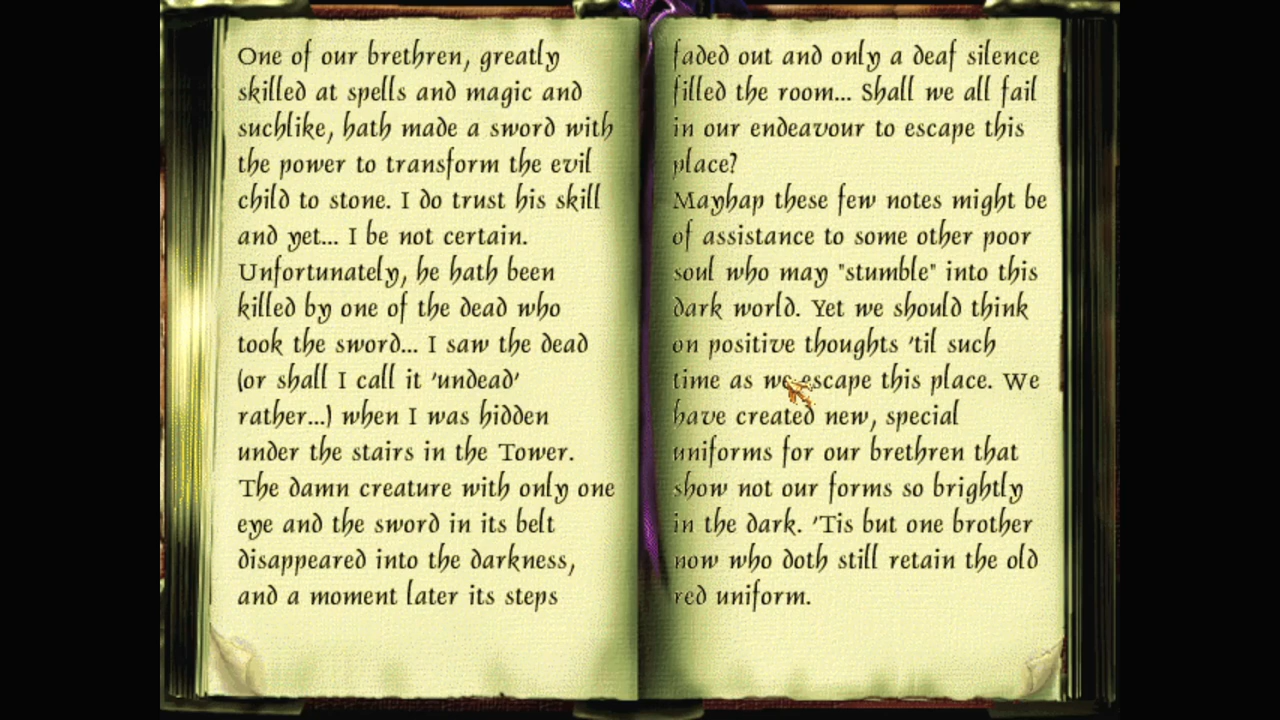 One of our brethren, greatly
skilled at spells and magic and
suchlike, hath made a sword with
the power to transform the evil
child to stone. I do trust his skill
and yet... I be not certain.
Unfortunately, he hath been
killed by one of the dead who
took the sword... I saw the dead
(or shall I call it 'undead'
rather...) when I was hidden
under the stairs in the Tower.
The damn creature with only one
eye and the sword in its belt
disappeared into the darkness,
and a moment later its steps
faded out and only a deaf silence
filled the room... Shall we all fail
in our endeavour to escape this
place?
Mayhap these few notes might be
of assistance to some other poor
soul who may "stumble" into this
dark world. Yet we should think
on positive thoughts 'til such
time as we escape this place. We
have created new, special
uniforms for our brethren that
show not our forms so brightly
in the dark. 'Tis but one brother
now who doth still retain the old
red uniform.